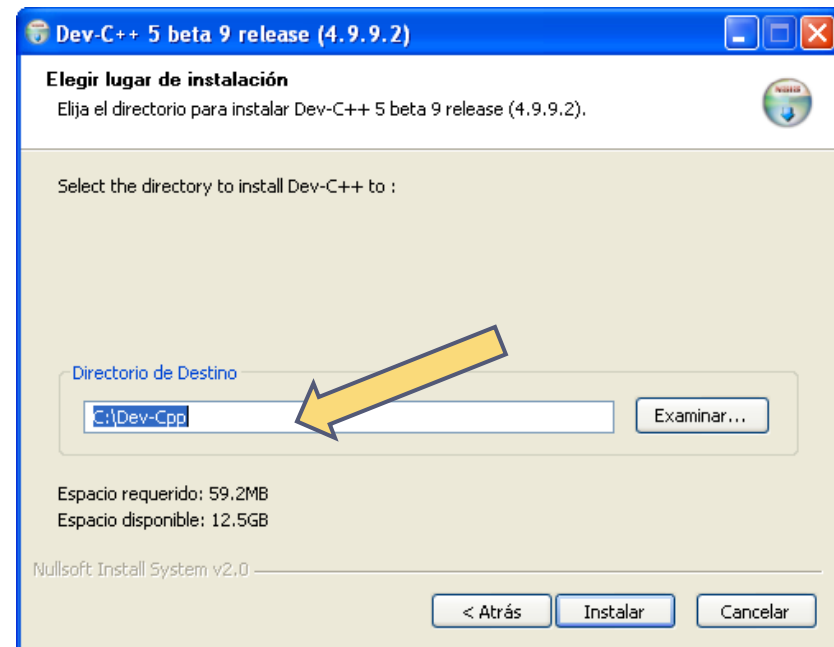 Dev-C++ 5 beta 9 release (4.9.9.2)
Elegir lugar de instalación
Elija el directorio para instalar Dev-C++ 5 beta 9 release (4.9.9.2).
Select the directory to install Dev-C++ to :
Directorio de Destino
C:\Dev-Cpp
Examinar...
Espacio requerido: 59.2MB
Espacio disponible: 12.5GB
Nullsoft Install System v2.0
< Atrás
Instalar
Cancelar